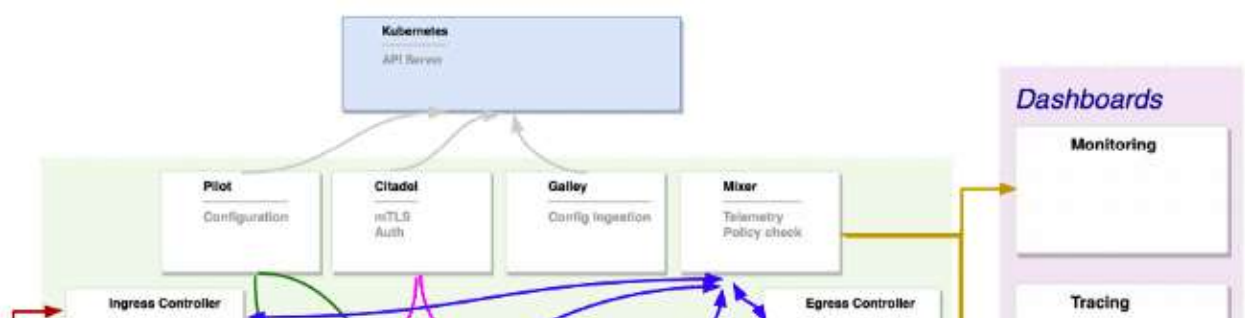 Kubernetes
API Server
Dashboards
Monitoring
Pilot
Configuration
Citadel
mTLS
Auth
Galley
Config Ingestion
Mixer
Telemetry
Policy check
Ingress Controller
Egress Controller
Tracing